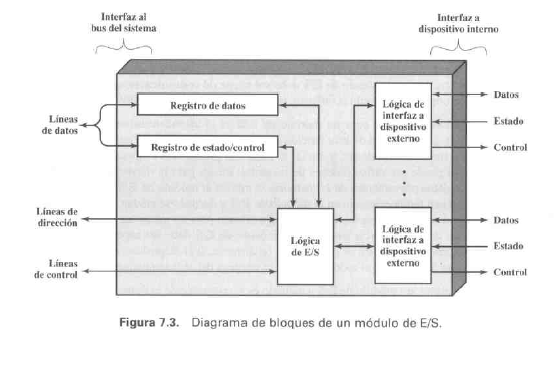 Interfaz al
bus del sistema
Interfaz a
dispositivo interno
Líneas
de datos
Registro de datos
Registro de estado/control
Lógica de
interfaz a
dispositivo
externo
Datos
Estado
Control
Líneas de
dirección
Líneas
de control
Lógica
de E/S
Lógica de
interfaz a
dispositivo
externo
Datos
Estado
Control
Figura 7.3. Diagrama de bloques de un módulo de E/S.